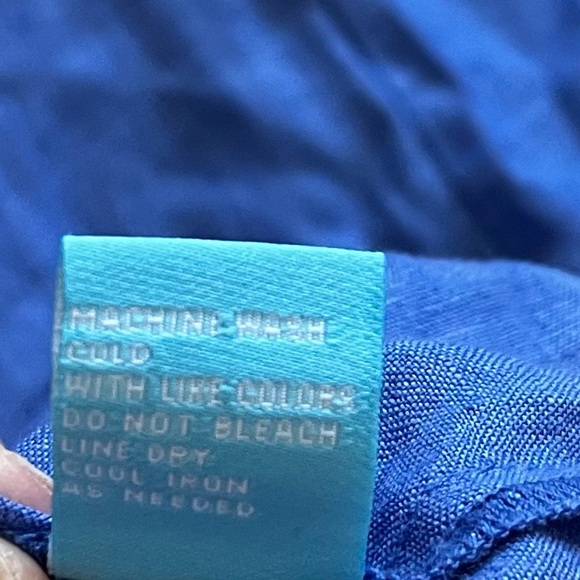 MACHINE WASH
COLD
WITH LIKE COLORS
DO NOT BLEACH
LINE DRY
COOL IRON
AS NEEDED